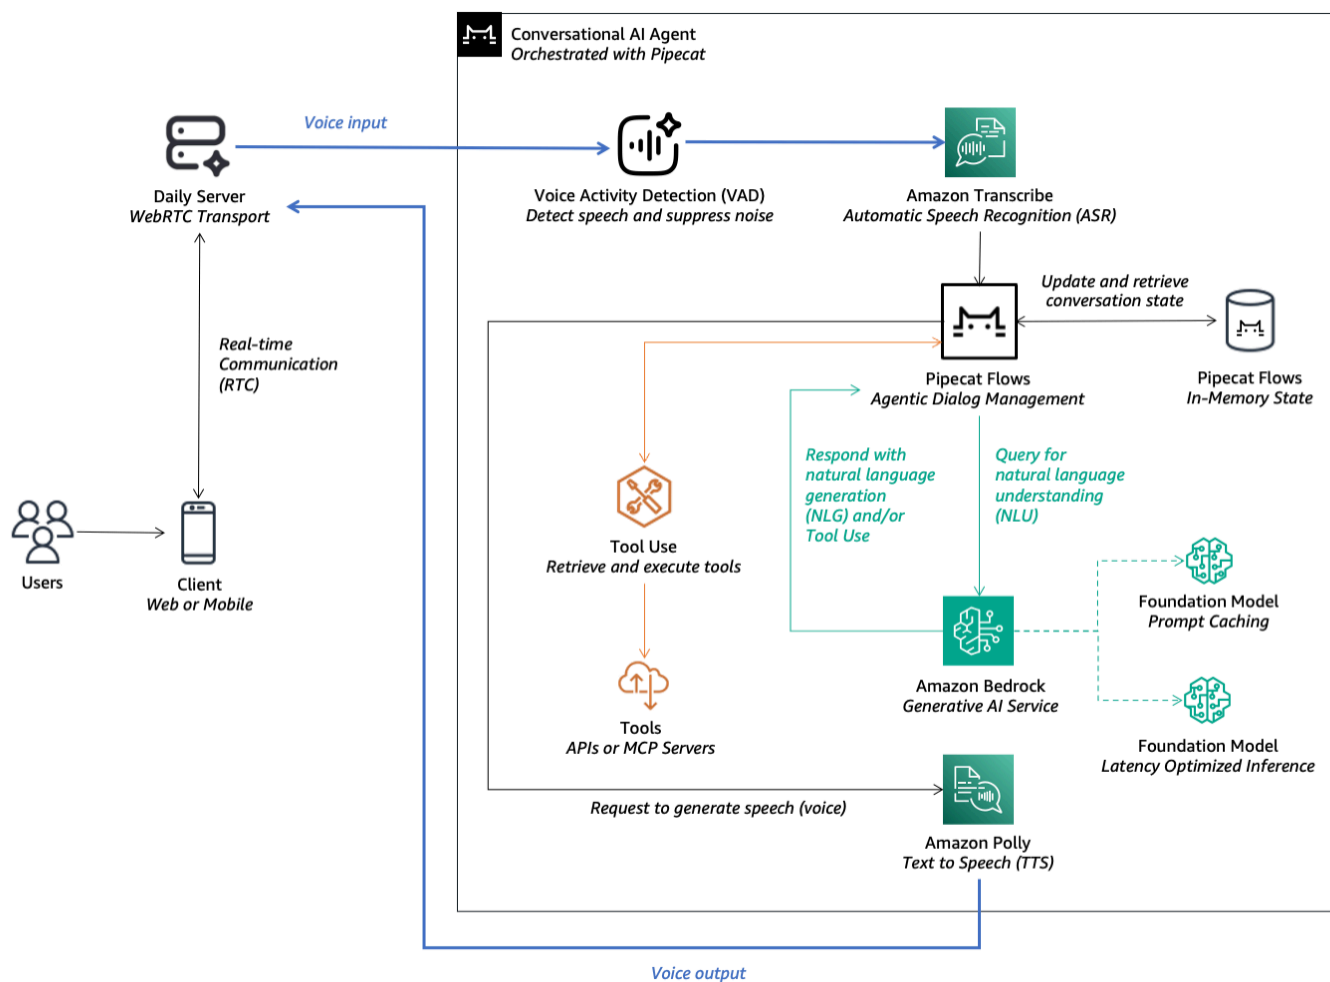 Conversational AI Agent
Orchestrated with Pipecat
Voice input
Daily Server
WebRTC Transport
Voice Activity Detection (VAD)
Detect speech and suppress noise
Amazon Transcribe
Automatic Speech Recognition (ASR)
Update and retrieve
conversation state
Real-time
Communication
(RTC)
Pipecat Flows
Agentic Dialog Management
Pipecat Flows
In-Memory State
Respond with
natural language
generation
(NLG) and/or
Tool Use
Query for
natural language
understanding
(NLU)
Tool Use
Retrieve and execute tools
Users
Client
Web or Mobile
Foundation Model
Prompt Caching
Amazon Bedrock
Generative AI Service
Tools
APIs or MCP Servers
Foundation Model
Latency Optimized Inference
Request to generate speech (voice)
Amazon Polly
Text to Speech (TTS)
Voice output